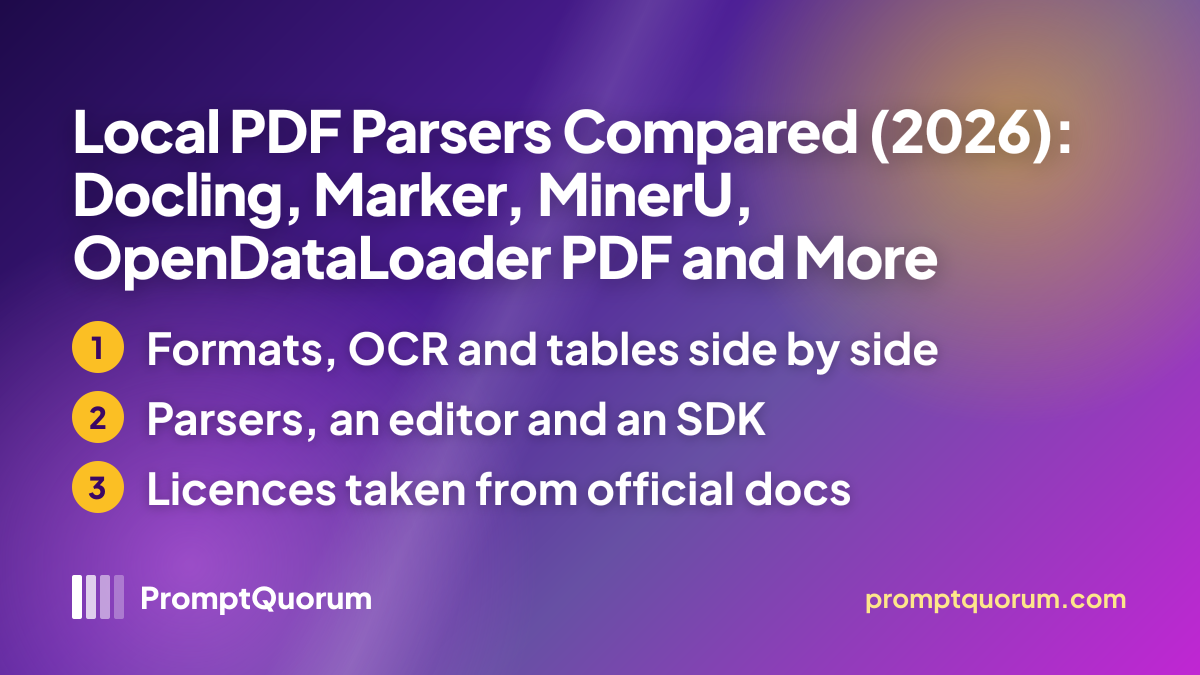 Local PDF Parsers Compared (2026):
Docling, Marker, MinerU,
OpenDataLoader PDF and More
1 Formats, OCR and tables side by side
2 Parsers, an editor and an SDK
3 Licences taken from official docs
PromptQuorum
promptquorum.com